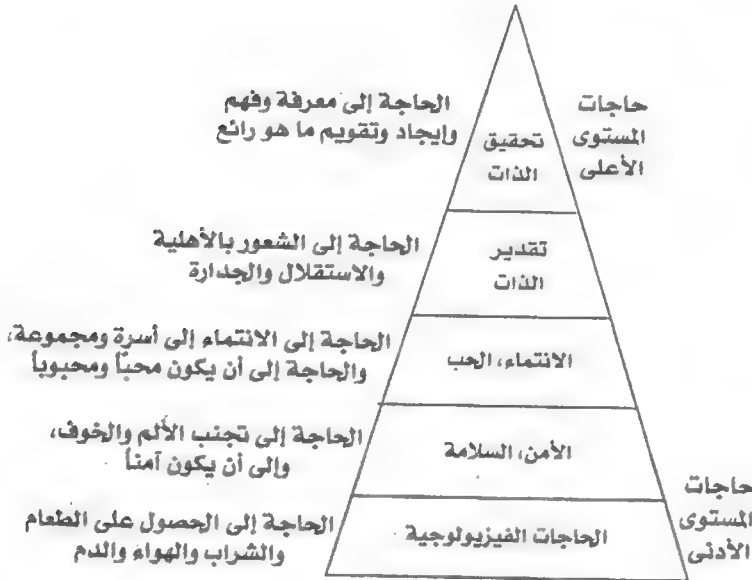 الحاجة إلى معرفة وفهم
وإيجاد وتقويم ما هو رائع
تحقيق
الذات
حاجات
المستوى
الأعلى
الحاجة إلى الشعور بالأهلية
والاستقلال والجدارة
تقدير
الذات
الحاجة إلى الانتماء إلى أسرة ومجموعة،
والحاجة إلى أن يكون محبّاً ومحبوباً
الانتماء، الحب
الحاجة إلى تجنب الألم والخوف،
وإلى أن يكون آمناً
الأمن، السلامة
الحاجة إلى الحصول على الطعام
والشراب والهواء والدم
الحاجات الفيزيولوجية
حاجات
المستوى
الأدنى